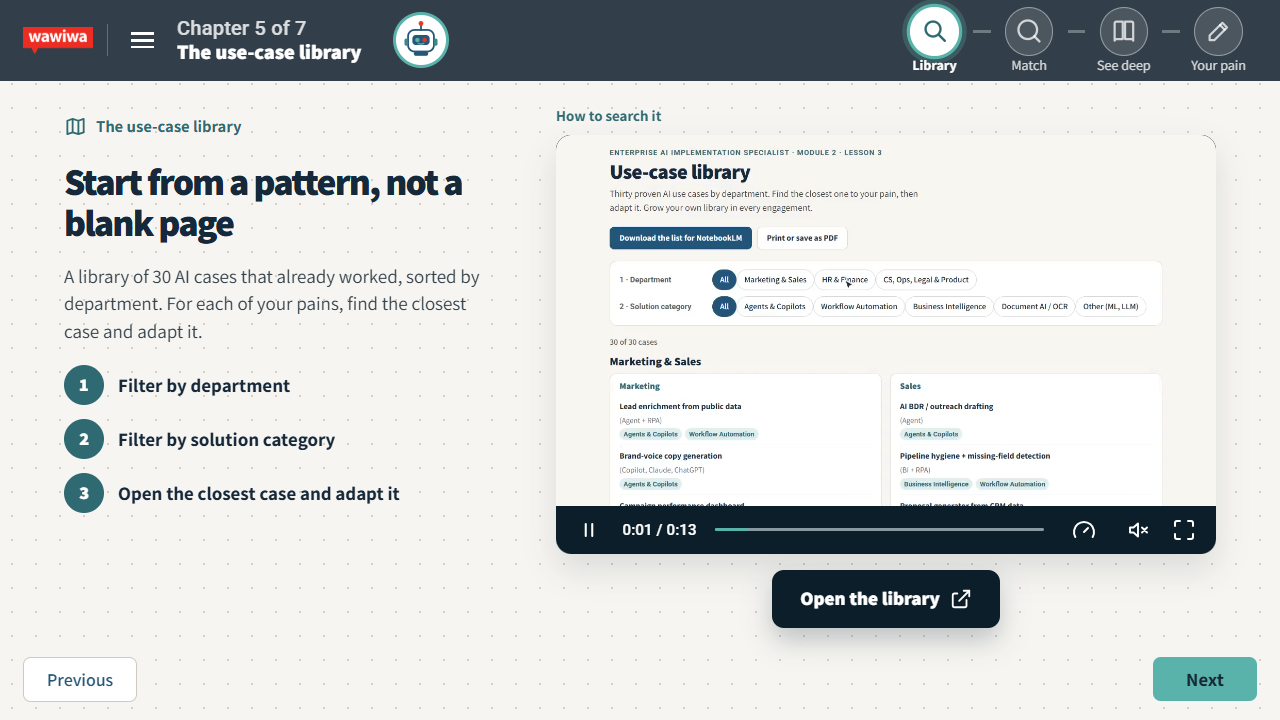 wawiwa
Chapter 5 of 7
The use-case library
Library
Match
See deep
Your pain
The use-case library
Start from a pattern, not a
blank page
A library of 30 AI cases that already worked, sorted by
department. For each of your pains, find the closest
case and adapt it.
1 Filter by department
2 Filter by solution category
3 Open the closest case and adapt it
How to search it
ENTERPRISE AI IMPLEMENTATION SPECIALIST · MODULE 2 · LESSON 3
Use-case library
Thirty proven AI use cases by department. Find the closest one to your pain, then
adapt it. Grow your own library in every engagement.
Download the list for NotebookLM
Print or save as PDF
1 · Department All Marketing & Sales HR & Finance CS, Ops, Legal & Product
2 · Solution category All Agents & Copilots Workflow Automation Business Intelligence Document AI / OCR Other (ML, LLM)
30 of 30 cases
Marketing & Sales
Marketing
Lead enrichment from public data
(Agent + RPA)
Agents & Copilots Workflow Automation
Brand-voice copy generation
(Copilot, Claude, ChatGPT)
Agents & Copilots
Campaign performance dashboard
Sales
AI BDR / outreach drafting
(Agent)
Agents & Copilots
Pipeline hygiene + missing-field detection
(BI + RPA)
Business Intelligence Workflow Automation
Proposal generator from CRM data
0:01 / 0:13
Open the library
Previous
Next